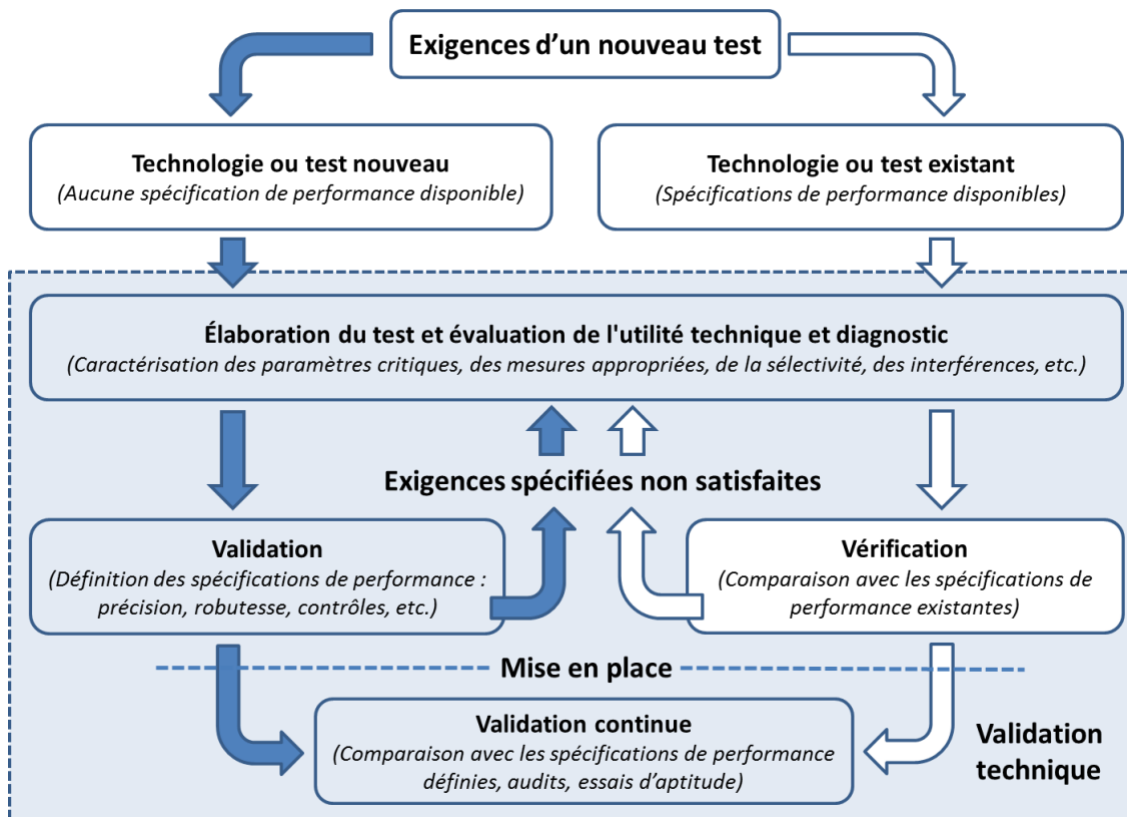 Exigences d’un nouveau test
Technologie ou test nouveau
(Aucune spécification de performance disponible)
Technologie ou test existant
(Spécifications de performance disponibles)
Élaboration du test et évaluation de l'utilité technique et diagnostic
(Caractérisation des paramètres critiques, des mesures appropriées, de la sélectivité, des interférences, etc.)
Exigences spécifiées non satisfaites
Validation
(Définition des spécifications de performance :
précision, robutesse, contrôles, etc.)
Vérification
(Comparaison avec les spécifications de
performance existantes)
Mise en place
Validation continue
(Comparaison avec les spécifications de performance
définies, audits, essais d’aptitude)
Validation
technique